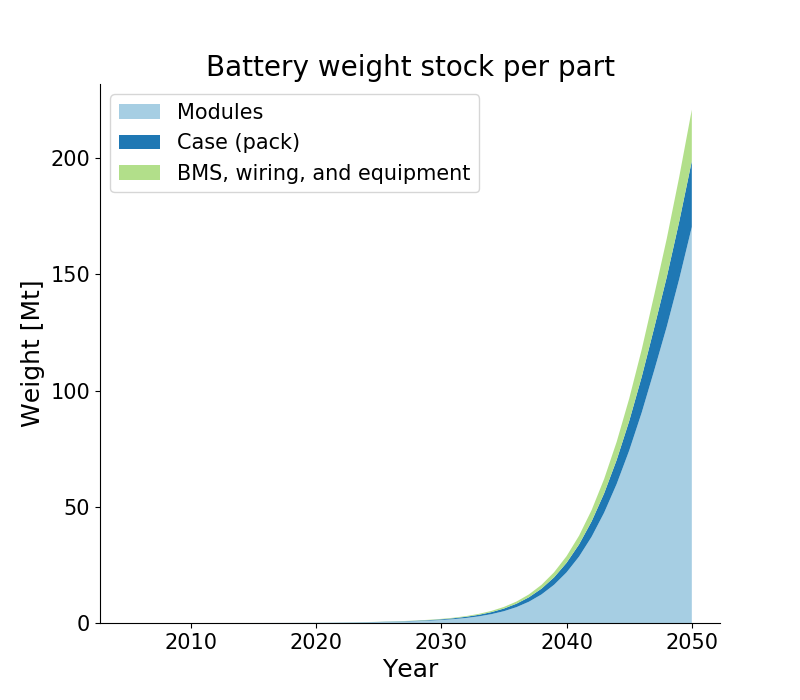 Battery weight stock per part
Modules
Case (pack)
BMS, wiring, and equipment
Weight [Mt]
200
150
100
50
0
2010 2020 2030 2040 2050
Year